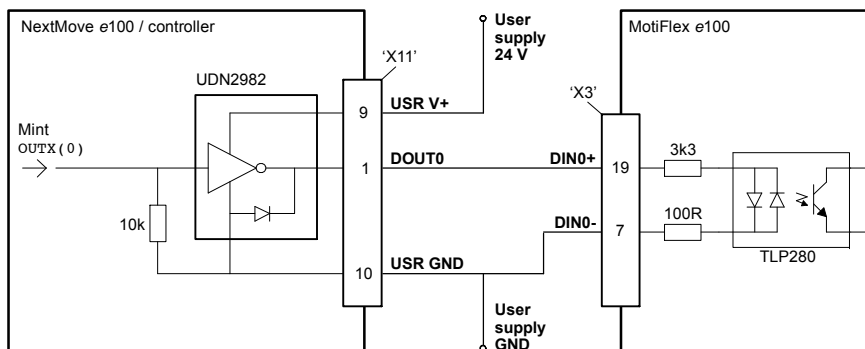 NextMove e100 / controller
User
supply
24 V
MotiFlex e100
'X11'
UDN2982
USR V+
9
'X3'
Mint
OUTX(0)
DOUT0
1
DIN0+
19
3k3
10k
DIN0-
7
100R
TLP280
USR GND
10
User
supply
GND